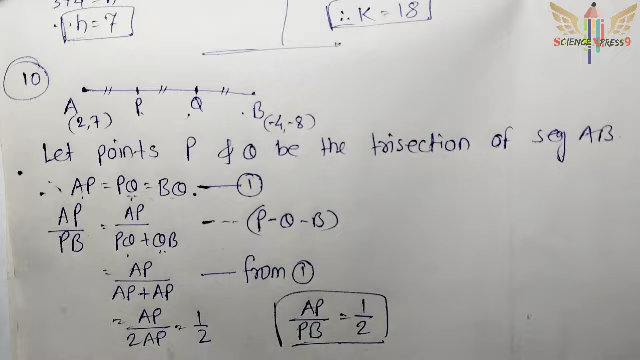 ∴ h = 7
∴ K = 18
SCIENCE XPRESS 9
10
A P Q B
(2,7) (-4,-8)
Let points P & Q be the trisection of seg AB.
∴ AP = PQ = BQ. — ①
AP/PB = AP/PQ+QB --- (P-Q-B)
= AP/AP+AP — from ①
= AP/2AP = 1/2 AP/PB = 1/2